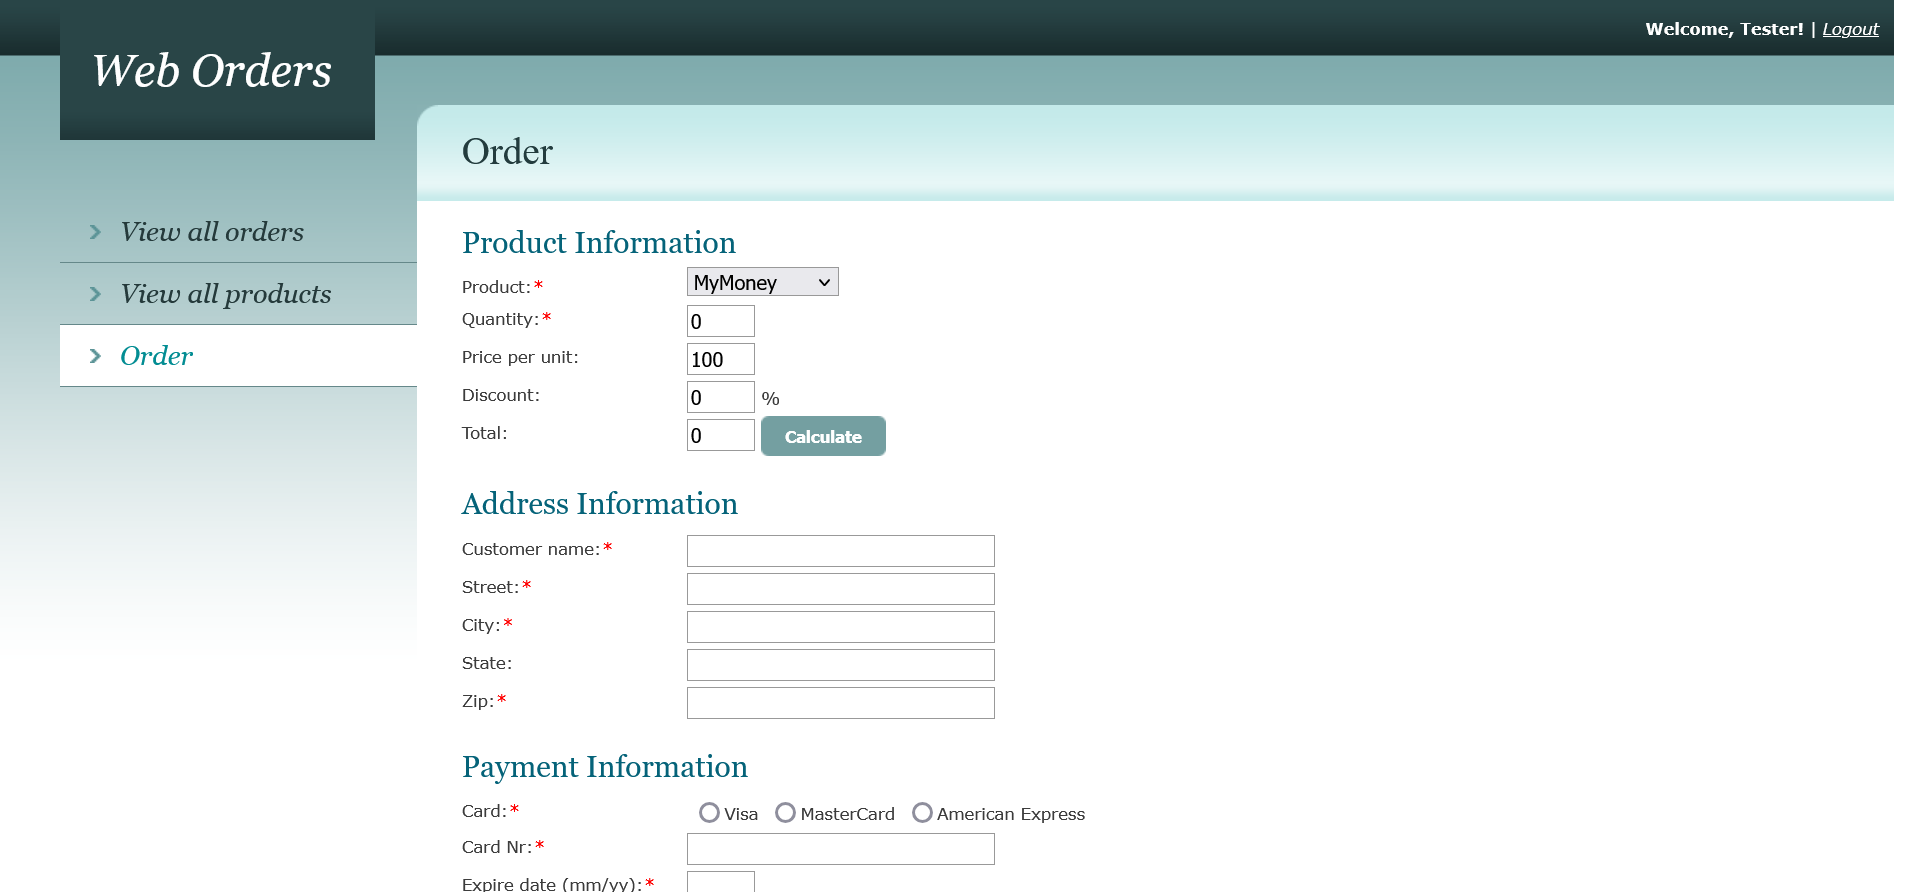 Welcome, Tester! | Logout
Web Orders
Order
View all orders
View all products
Order
Product Information
Product:* MyMoney
Quantity:* 0
Price per unit: 100
Discount: 0 %
Total: 0 Calculate
Address Information
Customer name:*
Street:*
City:*
State:
Zip:*
Payment Information
Card:* Visa MasterCard American Express
Card Nr:*
Expire date (mm/yy):*